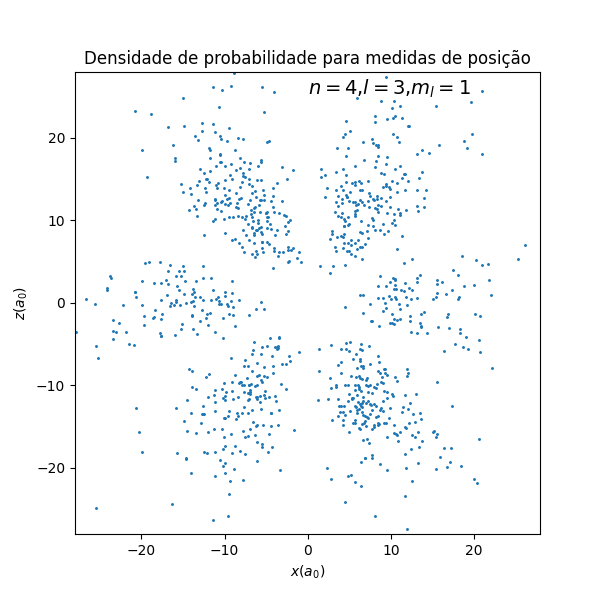 Densidade de probabilidade para medidas de posição
n = 4,l = 3,mₗ = 1
20
10
0
−10
−20
z(a₀)
−20 −10 0 10 20
x(a₀)